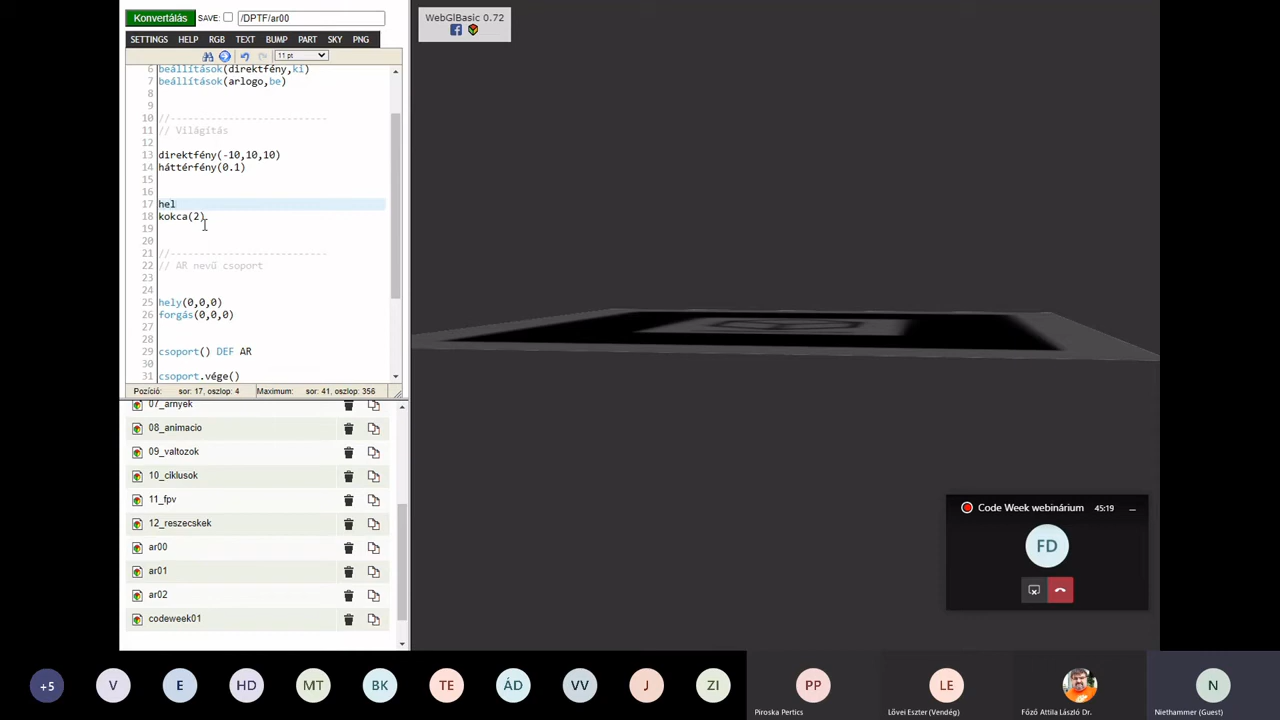 Konvertálás SAVE: /DPTF/ar00
SETTINGS HELP RGB TEXT BUMP PART SKY PNG
11 pt
6 beállítások(direktfény,ki)
7 beállítások(arlogo,be)
8
9
10 //---------------------------
11 // Világítás
12
13 direktfény(-10,10,10)
14 háttérfény(0.1)
15
16
17 hel
18 kokca(2)
19
20
21 //---------------------------
22 // AR nevű csoport
23
24
25 hely(0,0,0)
26 forgás(0,0,0)
27
28
29 csoport() DEF AR
30
31 csoport.vége()
Pozíció: sor: 17, oszlop: 4 Maximum: sor: 41, oszlop: 356
07_arnyek
08_animacio
09_valtozok
10_ciklusok
11_fpv
12_reszecskek
ar00
ar01
ar02
codeweek01
WebGlBasic 0.72
Code Week webinárium 45:19
FD
+5 V E HD MT BK TE ÁD VV J ZI PP LE N
Piroska Pertics Lővei Eszter (Vendég) Főző Attila László Dr. Niethammer (Guest)